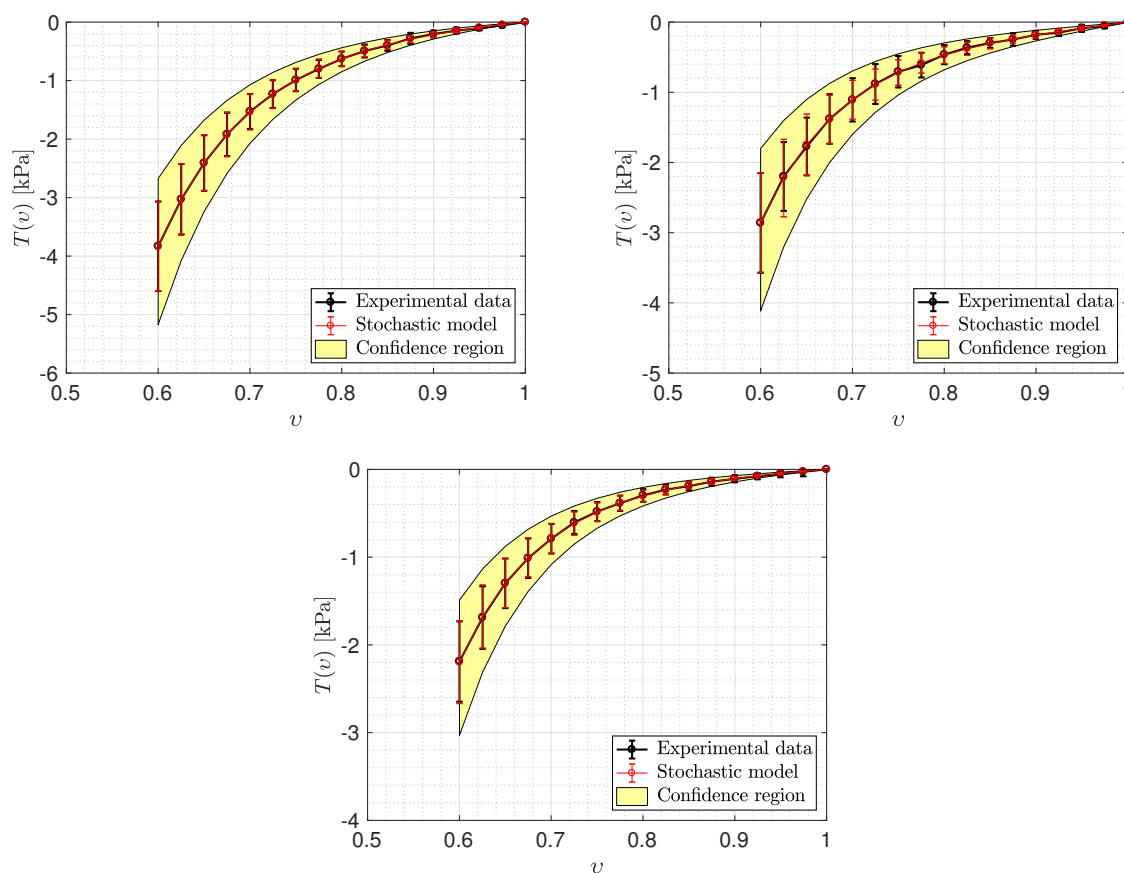 0
-1
-2
-3
-4
-5
-6
0.5 0.6 0.7 0.8 0.9 1
T(υ) [kPa]
υ
Experimental data
Stochastic model
Confidence region
0
-1
-2
-3
-4
-5
0.5 0.6 0.7 0.8 0.9 1
T(υ) [kPa]
υ
Experimental data
Stochastic model
Confidence region
0
-1
-2
-3
-4
0.5 0.6 0.7 0.8 0.9 1
T(υ) [kPa]
υ
Experimental data
Stochastic model
Confidence region